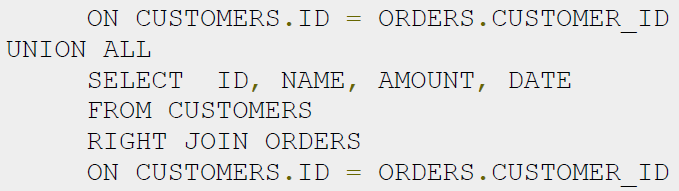 ON CUSTOMERS.ID = ORDERS.CUSTOMER_ID
UNION ALL
SELECT  ID, NAME, AMOUNT, DATE
FROM CUSTOMERS
RIGHT JOIN ORDERS
ON CUSTOMERS.ID = ORDERS.CUSTOMER_ID